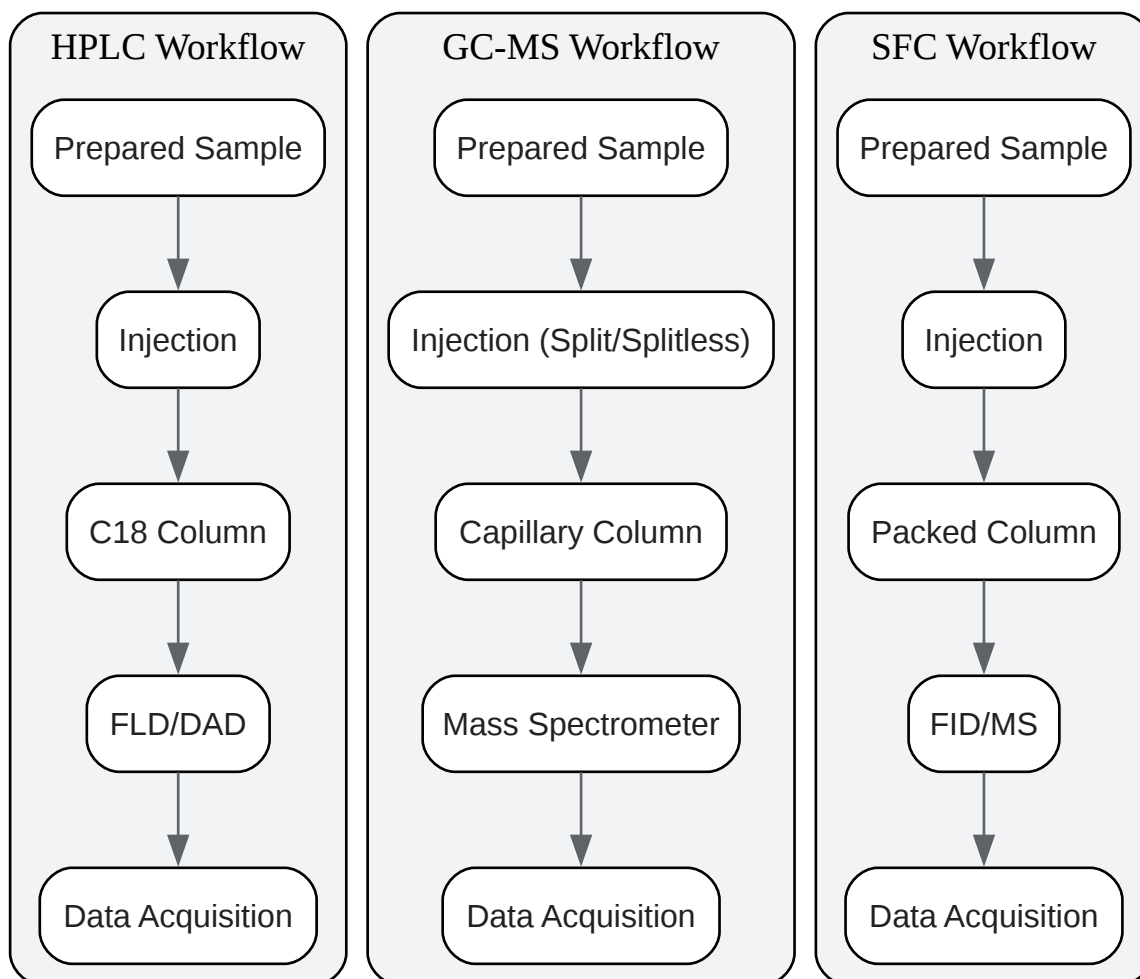 HPLC Workflow
Prepared Sample
Injection
C18 Column
FLD/DAD
Data Acquisition
GC-MS Workflow
Prepared Sample
Injection (Split/Splitless)
Capillary Column
Mass Spectrometer
Data Acquisition
SFC Workflow
Prepared Sample
Injection
Packed Column
FID/MS
Data Acquisition